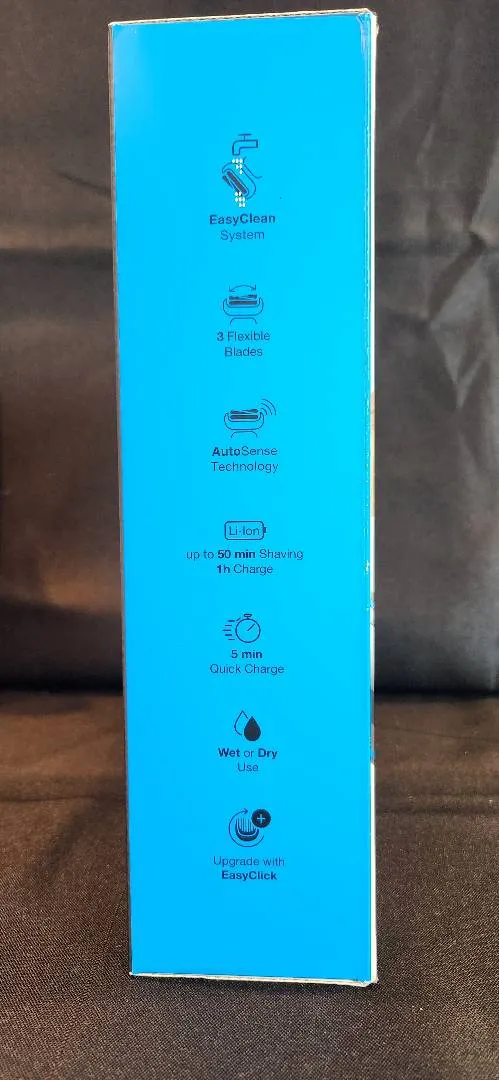 EasyClean
System
3 Flexible
Blades
AutoSense
Technology
Li-Ion
up to 50 min Shaving
1h Charge
5 min
Quick Charge
Wet or Dry
Use
Upgrade with
EasyClick